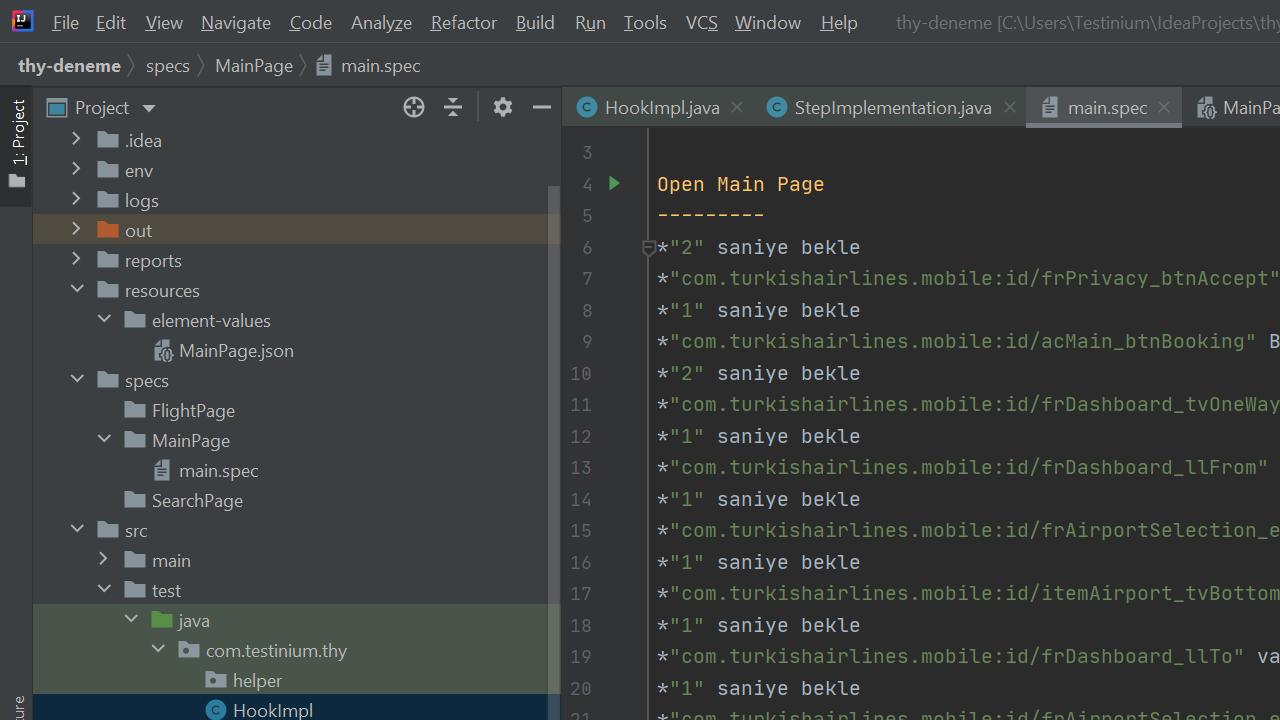 File Edit View Navigate Code Analyze Refactor Build Run Tools VCS Window Help thy-deneme [C:\Users\Testinium\IdeaProjects\thy
thy-deneme specs MainPage main.spec
1: Project
Project
.idea
env
logs
out
reports
resources
element-values
MainPage.json
specs
FlightPage
MainPage
main.spec
SearchPage
src
main
test
java
com.testinium.thy
helper
HookImpl
HookImpl.java StepImplementation.java main.spec MainPa
3
4 Open Main Page
5 ---------
6 *"2" saniye bekle
7 *"com.turkishairlines.mobile:id/frPrivacy_btnAccept"
8 *"1" saniye bekle
9 *"com.turkishairlines.mobile:id/acMain_btnBooking" B
10 *"2" saniye bekle
11 *"com.turkishairlines.mobile:id/frDashboard_tvOneWay
12 *"1" saniye bekle
13 *"com.turkishairlines.mobile:id/frDashboard_llFrom"
14 *"1" saniye bekle
15 *"com.turkishairlines.mobile:id/frAirportSelection_e
16 *"1" saniye bekle
17 *"com.turkishairlines.mobile:id/itemAirport_tvBottom
18 *"1" saniye bekle
19 *"com.turkishairlines.mobile:id/frDashboard_llTo" va
20 *"1" saniye bekle
21 *"com.turkishairlines.mobile:id/frAirportSelection_e